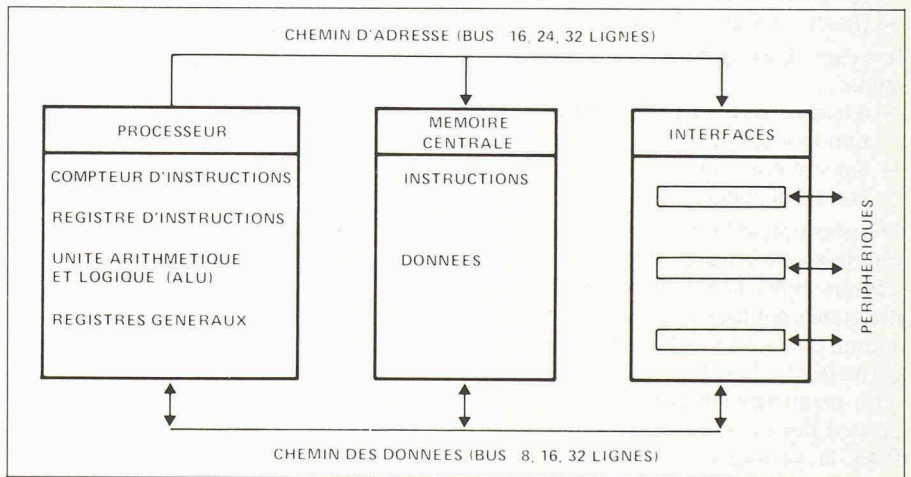 CHEMIN D'ADRESSE (BUS 16, 24, 32 LIGNES)
PROCESSEUR
COMPTEUR D'INSTRUCTIONS
REGISTRE D'INSTRUCTIONS
UNITE ARITHMETIQUE
ET LOGIQUE (ALU)
REGISTRES GENERAUX
MEMOIRE
CENTRALE
INSTRUCTIONS
DONNEES
INTERFACES
PERIPHERIQUES
CHEMIN DES DONNEES (BUS 8, 16, 32 LIGNES)